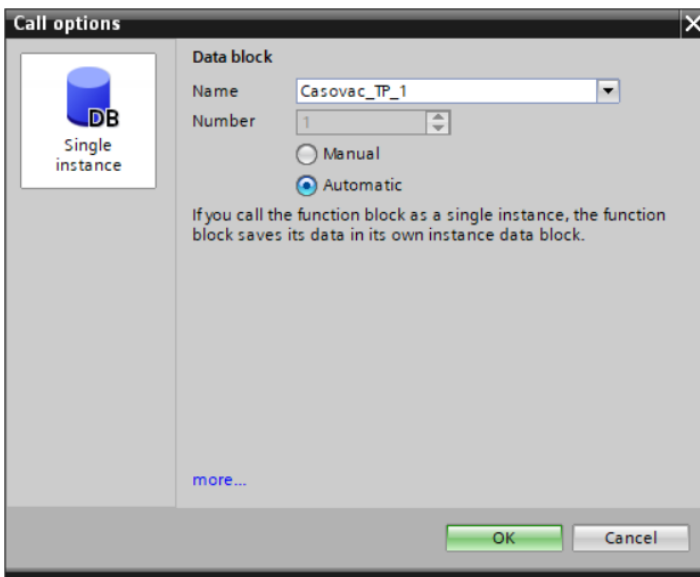 Call options
DB
Single
instance
Data block
Name
Casovac_TP_1
Number
1
Manual
Automatic
If you call the function block as a single instance, the function
block saves its data in its own instance data block.
more...
OK
Cancel